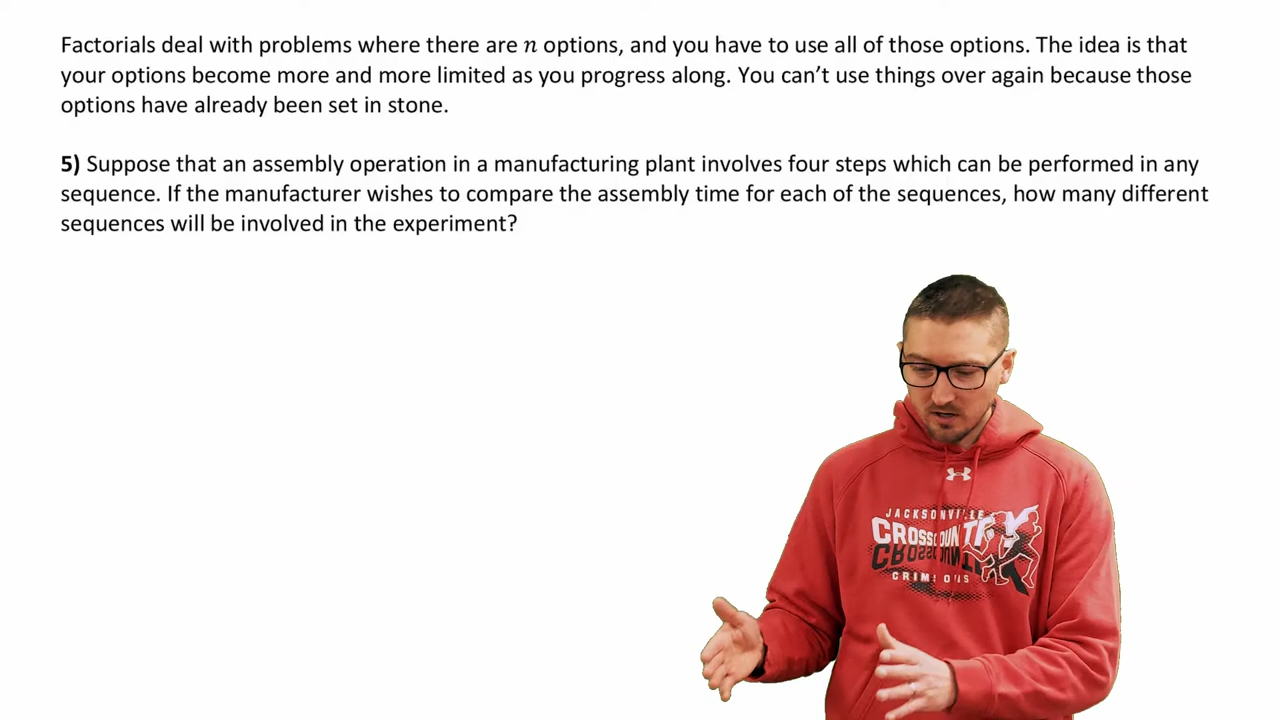 Factorials deal with problems where there are n options, and you have to use all of those options. The idea is that
your options become more and more limited as you progress along. You can’t use things over again because those
options have already been set in stone.
5) Suppose that an assembly operation in a manufacturing plant involves four steps which can be performed in any
sequence. If the manufacturer wishes to compare the assembly time for each of the sequences, how many different
sequences will be involved in the experiment?
JACKSONVILLE
CROSS COUNTRY
CRIMSONS